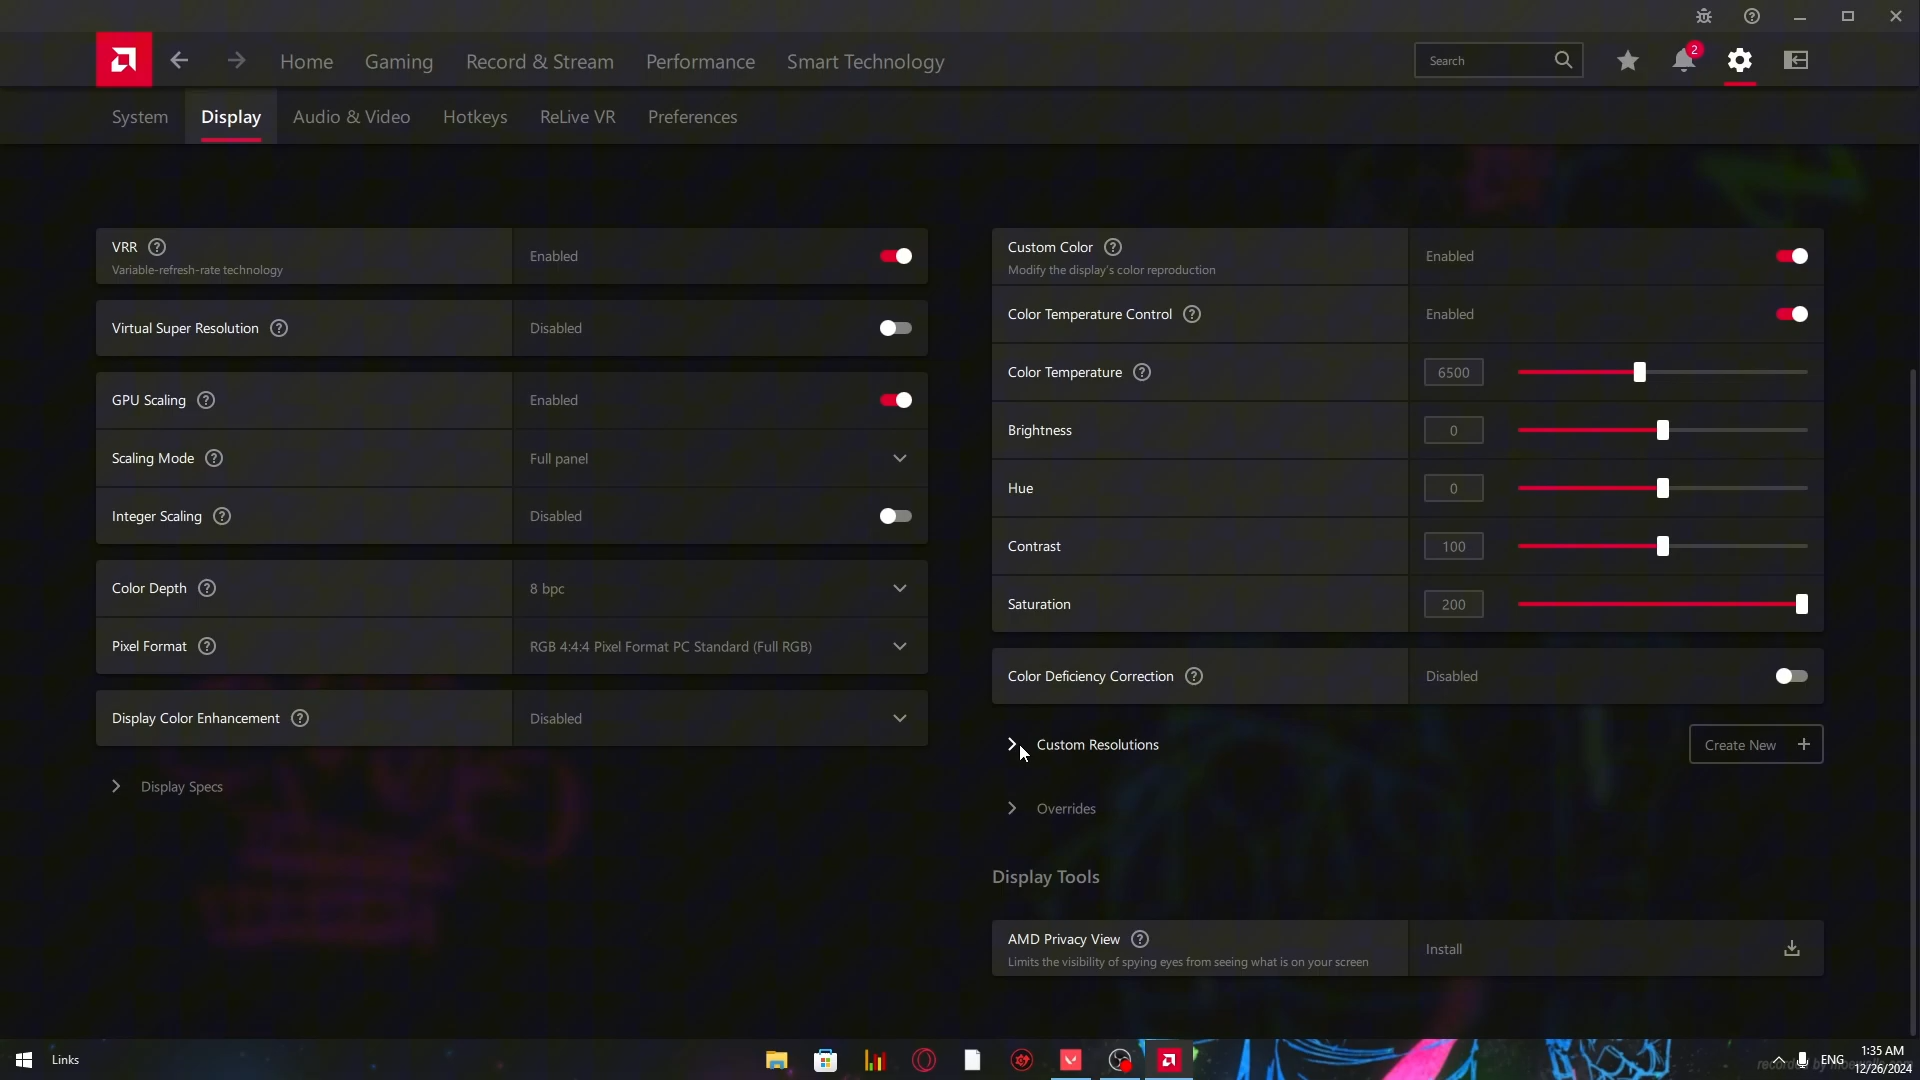 Home
Gaming
Record & Stream
Performance
Smart Technology
Search
2
System
Display
Audio & Video
Hotkeys
ReLive VR
Preferences
VRR
Variable-refresh-rate technology
Enabled
Virtual Super Resolution
Disabled
GPU Scaling
Enabled
Scaling Mode
Full panel
Integer Scaling
Disabled
Color Depth
8 bpc
Pixel Format
RGB 4:4:4 Pixel Format PC Standard (Full RGB)
Display Color Enhancement
Disabled
Display Specs
Custom Color
Modify the display's color reproduction
Enabled
Color Temperature Control
Enabled
Color Temperature
6500
Brightness
0
Hue
0
Contrast
100
Saturation
200
Color Deficiency Correction
Disabled
Custom Resolutions
Create New
Overrides
Display Tools
AMD Privacy View
Limits the visibility of spying eyes from seeing what is on your screen
Install
Links
ENG
1:35 AM
12/26/2024